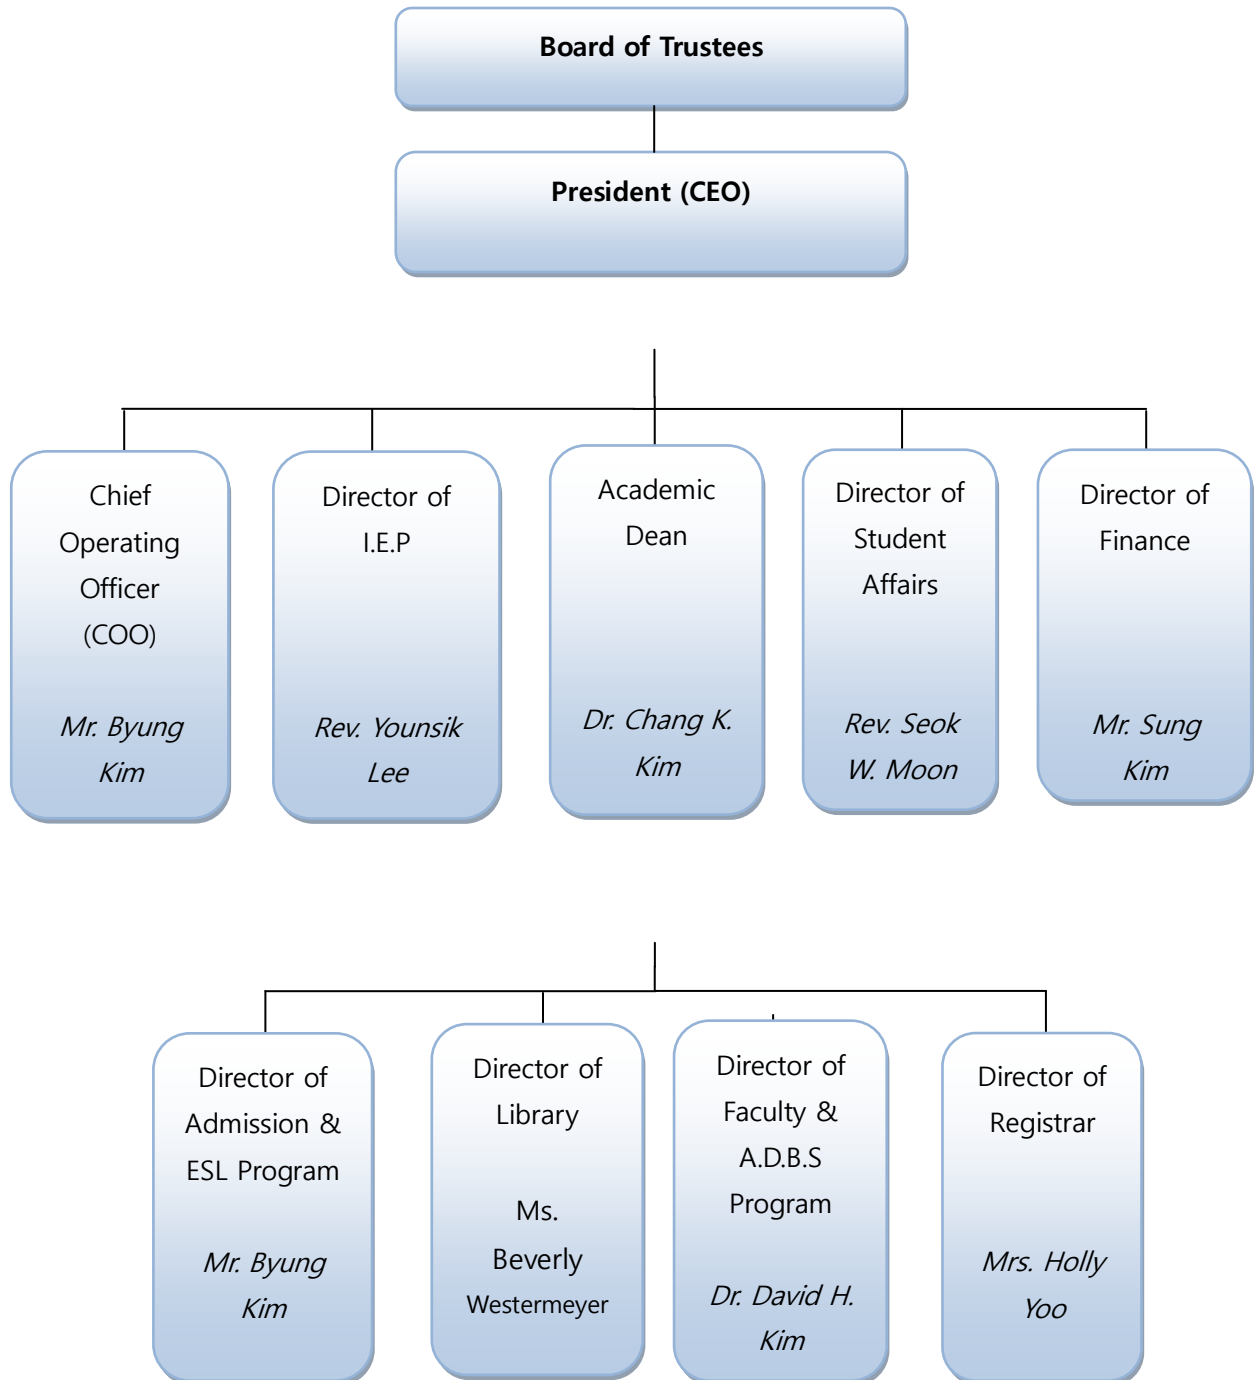 Board of Trustees
President (CEO)
Chief
Operating
Officer
(COO)
Mr. Byung
Kim
Director of
I.E.P
Rev. Younsik
Lee
Academic
Dean
Dr. Chang K.
Kim
Director of
Student
Affairs
Rev. Seok
W. Moon
Director of
Finance
Mr. Sung
Kim
Director of
Admission &
ESL Program
Mr. Byung
Kim
Director of
Library
Ms.
Beverly
Westermeyer
Director of
Faculty &
A.D.B.S
Program
Dr. David H.
Kim
Director of
Registrar
Mrs. Holly
Yoo